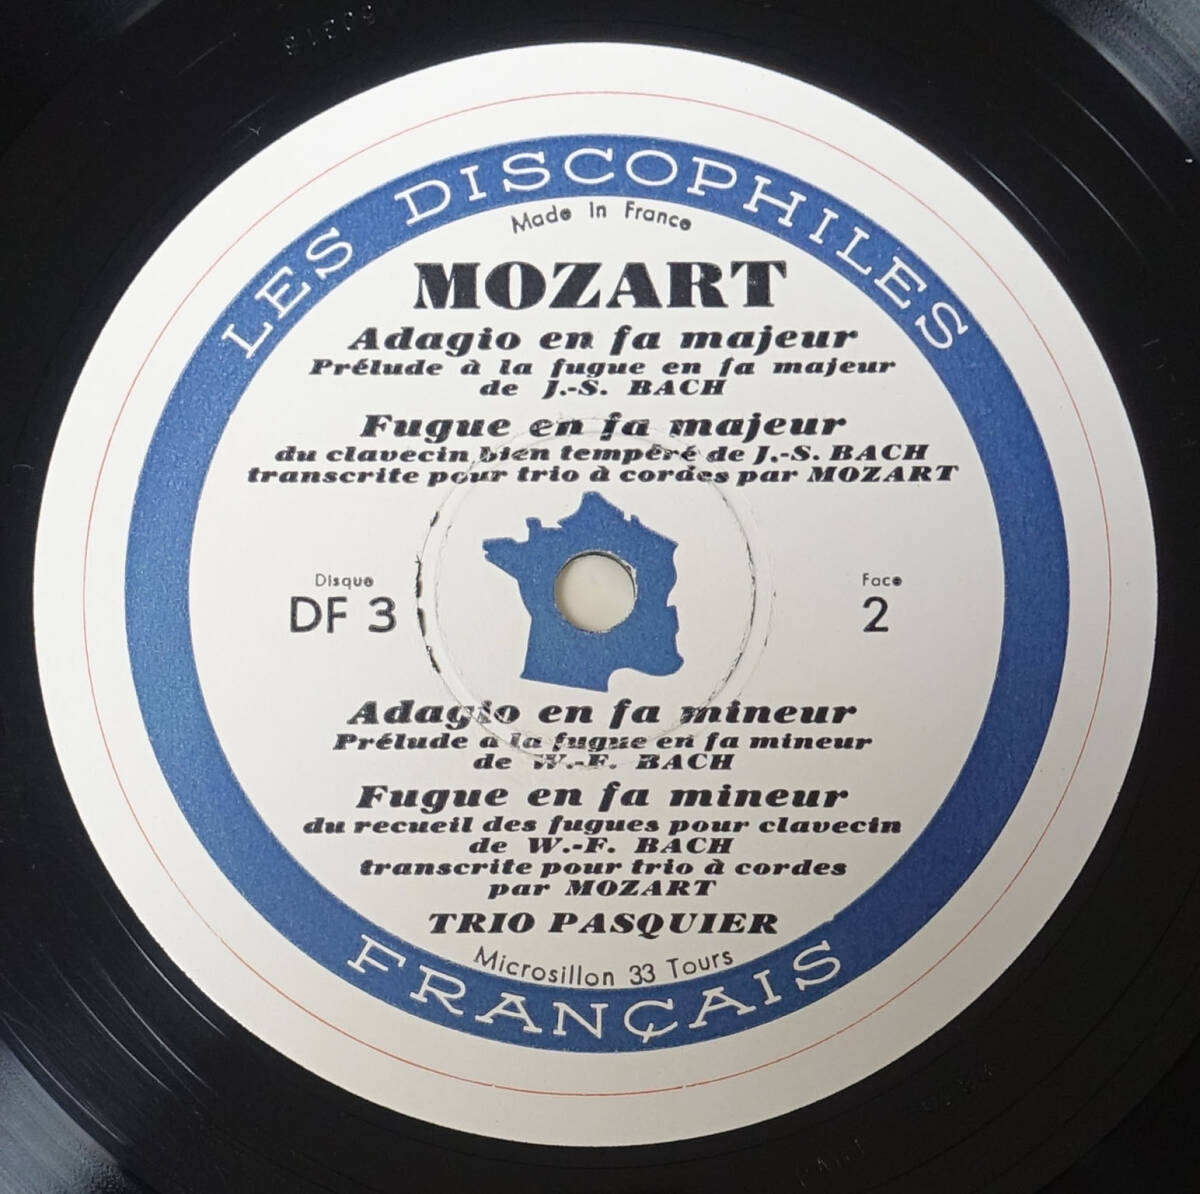 LES DISCOPHILES
Made In France
MOZART
Adagio en fa majeur
Prélude à la fugue en fa majeur
de J.-S. BACH
Fugue en fa majeur
du clavecin bien tempéré de J.-S. BACH
transcrite pour trio à cordes par MOZART
Disque
DF 3
Face
2
Adagio en fa mineur
Prélude a la fugue en fa mineur
de W.-F. BACH
Fugue en fa mineur
du recueil des fugues pour clavecin
de W.-F. BACH
transcrite pour trio à cordes
par MOZART
TRIO PASQUIER
Microsillon 33 Tours
FRANÇAIS